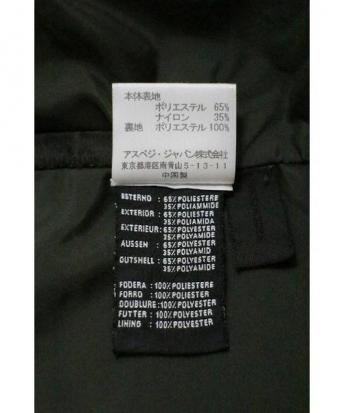 本体表地
ポリエステル 65%
ナイロン 35%
裏地 ポリエステル 100%
アスペジ・ジャパン株式会社
東京都港区南青山5-13-11
中国製
ESTERNO : 65%POLIESTERE
35%POLIAMMIDE
EXTERIOR : 65%POLIESTER
35%POLIAMIDA
EXTERIEUR : 65%POLYESTER
35%POLYAMIDE
AUSSEN : 65%POLYESTER
35%POLYAMID
OUTSHELL : 65%POLYESTER
35%POLYAMIDE
FODERA : 100%POLIESTERE
FORRO : 100%POLIESTER
DOUBLURE : 100%POLYESTER
FUTTER : 100%POLYESTER
LINING : 100%POLYESTER